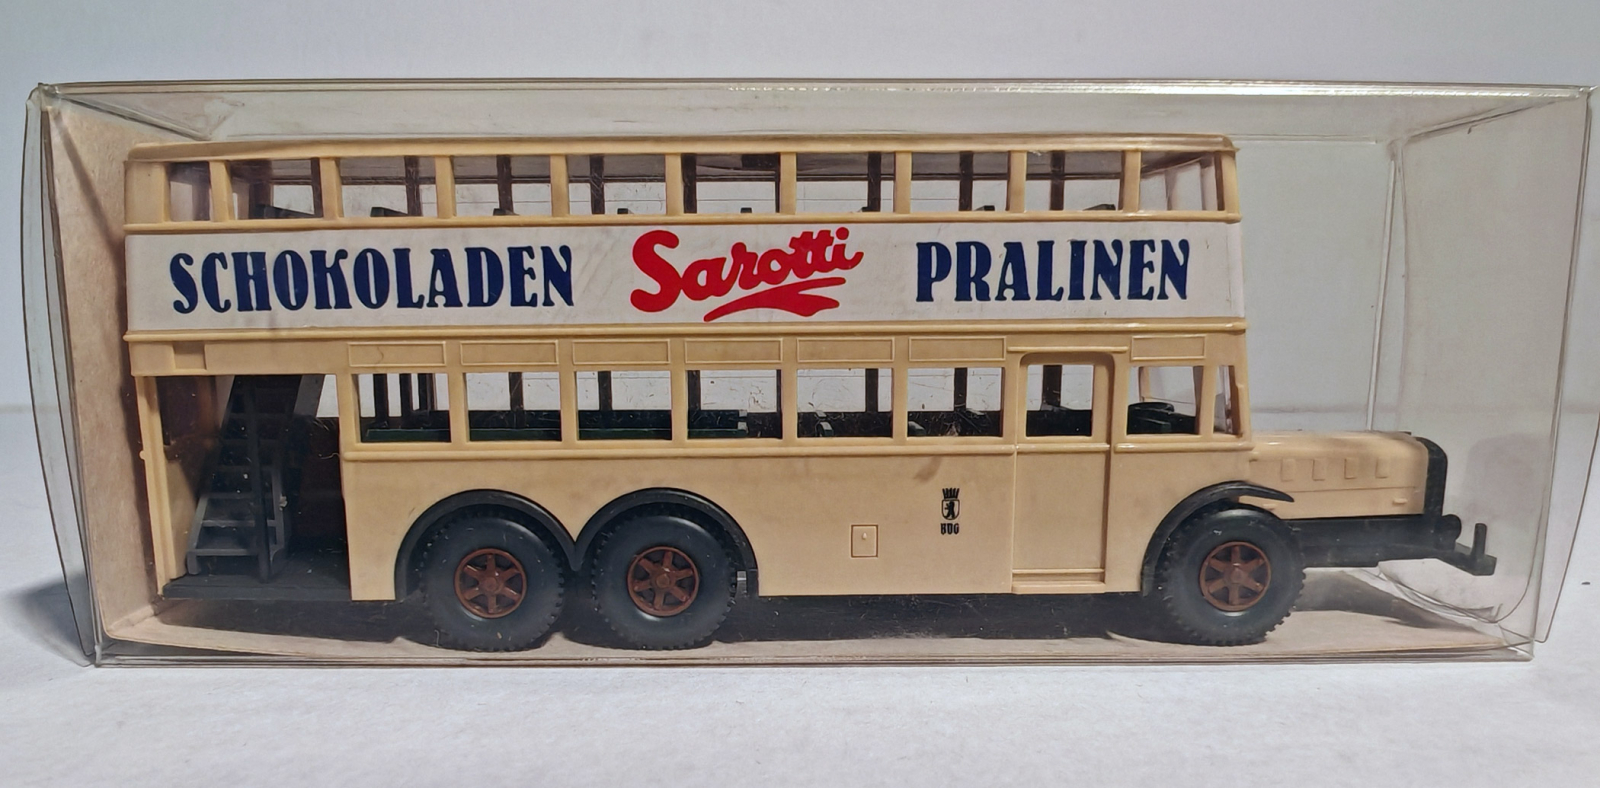 SCHOKOLADEN Sarotti PRALINEN
BVG